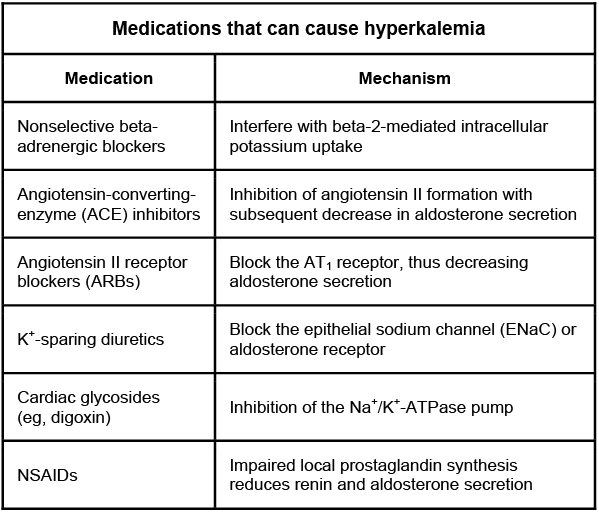 Medications that can cause hyperkalemia
Medication Mechanism
Nonselective beta-
adrenergic blockers
Interfere with beta-2-mediated intracellular
potassium uptake
Angiotensin-converting-
enzyme (ACE) inhibitors
Inhibition of angiotensin II formation with
subsequent decrease in aldosterone secretion
Angiotensin II receptor
blockers (ARBs)
Block the AT₁ receptor, thus decreasing
aldosterone secretion
K⁺-sparing diuretics
Block the epithelial sodium channel (ENaC) or
aldosterone receptor
Cardiac glycosides
(eg, digoxin)
Inhibition of the Na⁺/K⁺-ATPase pump
NSAIDs
Impaired local prostaglandin synthesis
reduces renin and aldosterone secretion